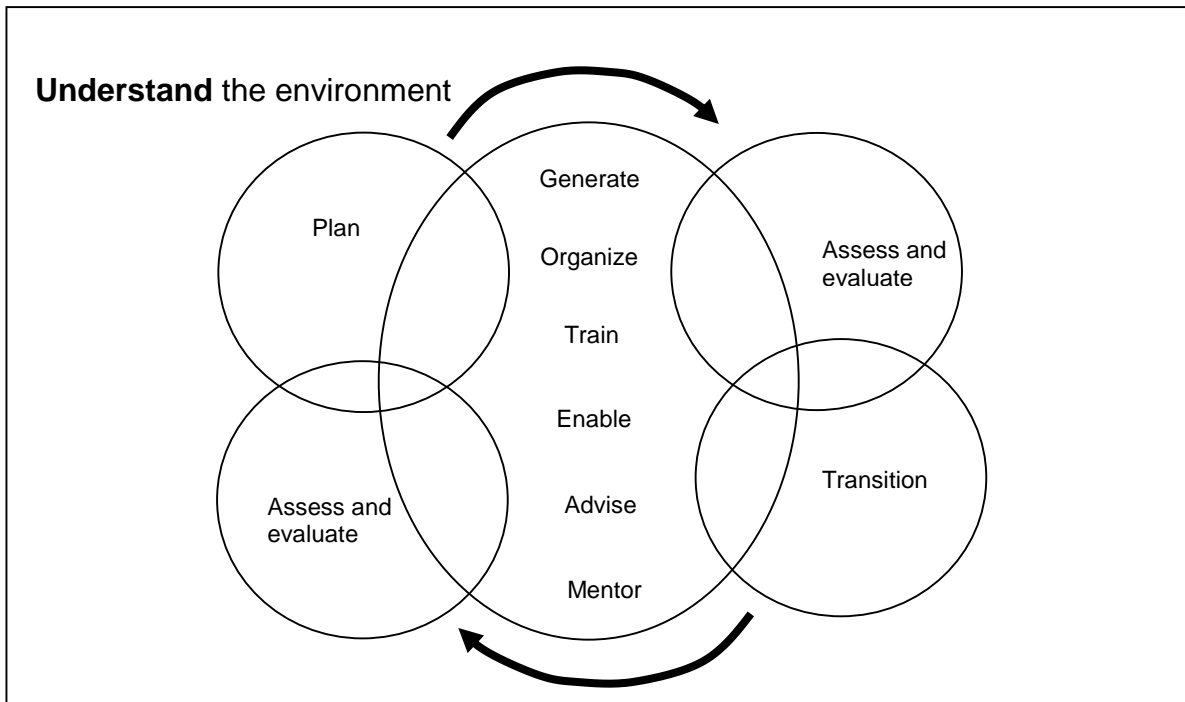 Understand the environment
Plan
Assess and
evaluate
Generate
Organize
Train
Enable
Advise
Mentor
Assess and
evaluate
Transition